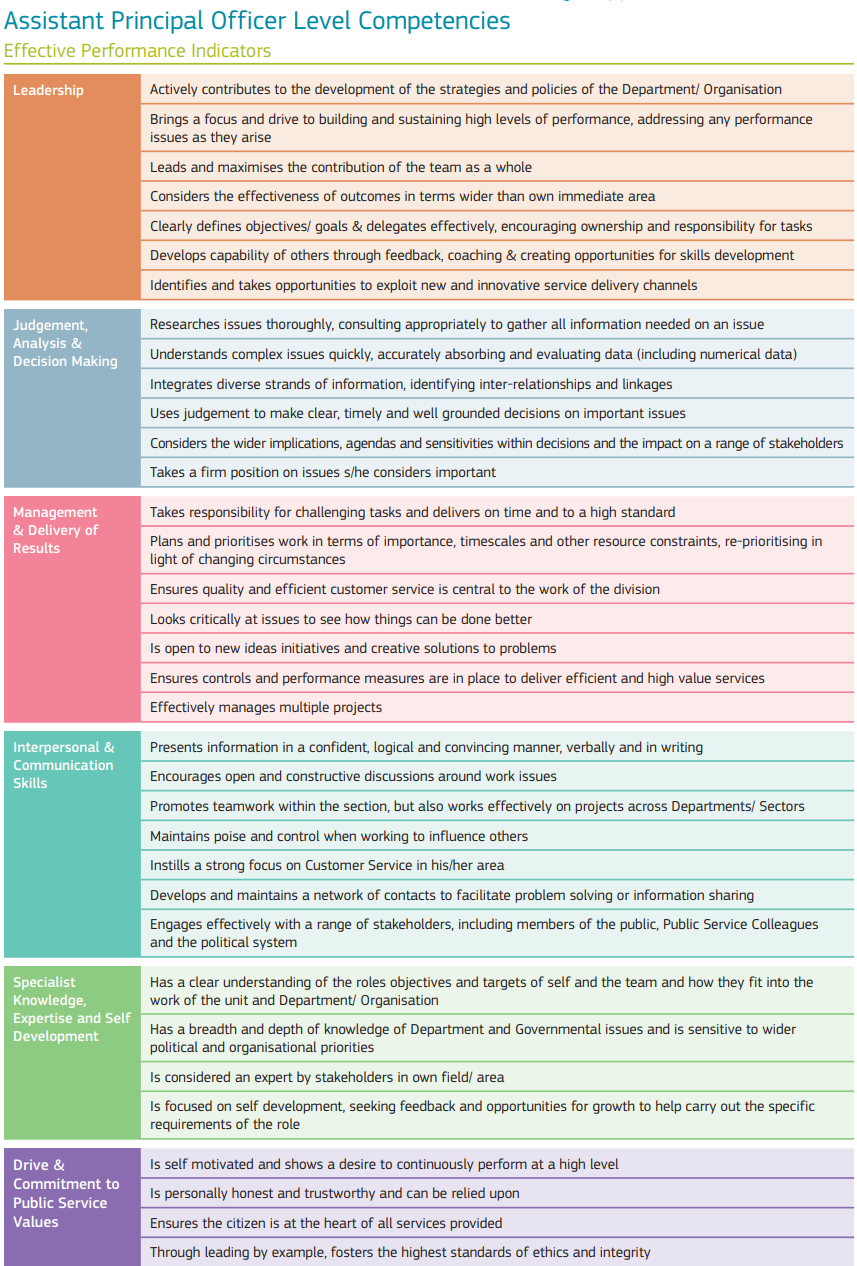 Assistant Principal Officer Level Competencies
Effective Performance Indicators
Leadership
Actively contributes to the development of the strategies and policies of the Department/ Organisation
Brings a focus and drive to building and sustaining high levels of performance, addressing any performance
issues as they arise
Leads and maximises the contribution of the team as a whole
Considers the effectiveness of outcomes in terms wider than own immediate area
Clearly defines objectives/ goals & delegates effectively, encouraging ownership and responsibility for tasks
Develops capability of others through feedback, coaching & creating opportunities for skills development
Identifies and takes opportunities to exploit new and innovative service delivery channels
Judgement,
Analysis &
Decision Making
Researches issues thoroughly, consulting appropriately to gather all information needed on an issue
Understands complex issues quickly, accurately absorbing and evaluating data (including numerical data)
Integrates diverse strands of information, identifying inter-relationships and linkages
Uses judgement to make clear, timely and well grounded decisions on important issues
Considers the wider implications, agendas and sensitivities within decisions and the impact on a range of stakeholders
Takes a firm position on issues s/he considers important
Management
& Delivery of
Results
Takes responsibility for challenging tasks and delivers on time and to a high standard
Plans and prioritises work in terms of importance, timescales and other resource constraints, re-prioritising in
light of changing circumstances
Ensures quality and efficient customer service is central to the work of the division
Looks critically at issues to see how things can be done better
Is open to new ideas initiatives and creative solutions to problems
Ensures controls and performance measures are in place to deliver efficient and high value services
Effectively manages multiple projects
Interpersonal &
Communication
Skills
Presents information in a confident, logical and convincing manner, verbally and in writing
Encourages open and constructive discussions around work issues
Promotes teamwork within the section, but also works effectively on projects across Departments/ Sectors
Maintains poise and control when working to influence others
Instills a strong focus on Customer Service in his/her area
Develops and maintains a network of contacts to facilitate problem solving or information sharing
Engages effectively with a range of stakeholders, including members of the public, Public Service Colleagues
and the political system
Specialist
Knowledge,
Expertise and Self
Development
Has a clear understanding of the roles objectives and targets of self and the team and how they fit into the
work of the unit and Department/ Organisation
Has a breadth and depth of knowledge of Department and Governmental issues and is sensitive to wider
political and organisational priorities
Is considered an expert by stakeholders in own field/ area
Is focused on self development, seeking feedback and opportunities for growth to help carry out the specific
requirements of the role
Drive &
Commitment to
Public Service
Values
Is self motivated and shows a desire to continuously perform at a high level
Is personally honest and trustworthy and can be relied upon
Ensures the citizen is at the heart of all services provided
Through leading by example, fosters the highest standards of ethics and integrity